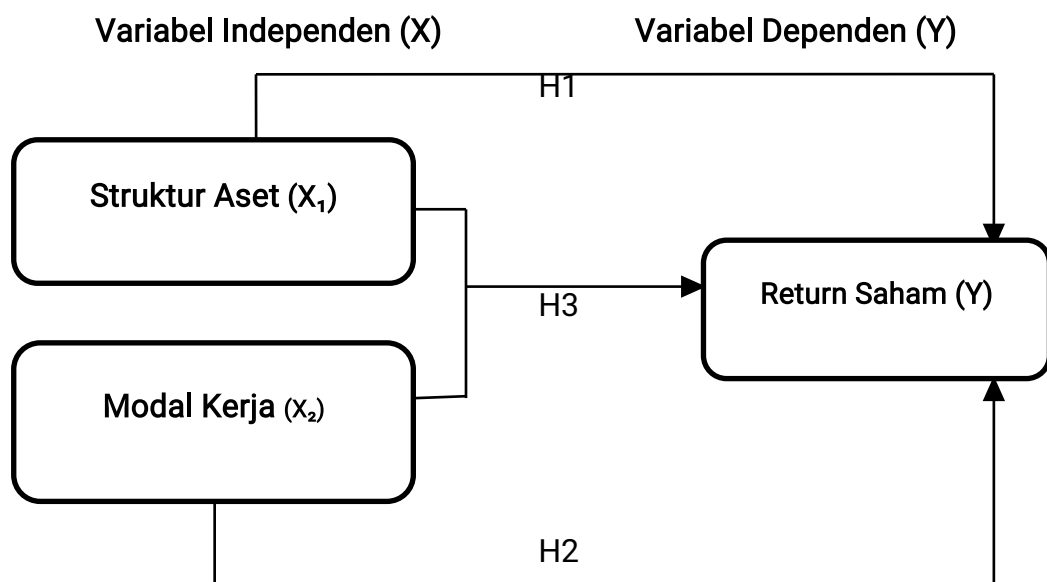 Variabel Independen (X)
Variabel Dependen (Y)
H1
Struktur Aset (X₁)
Return Saham (Y)
H3
Modal Kerja (X₂)
H2